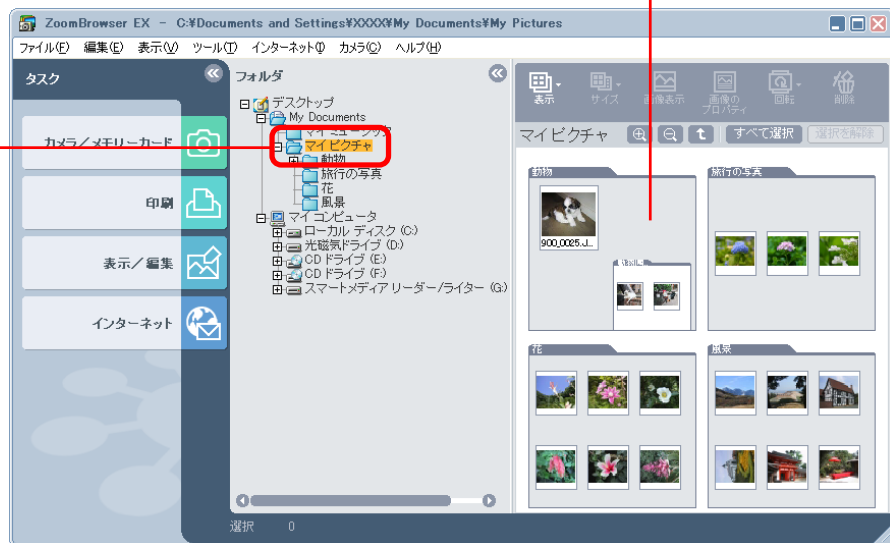 ZoomBrowser EX - C:¥Documents and Settings¥XXXX¥My Documents¥My Pictures
ファイル(F) 編集(E) 表示(V) ツール(T) インターネット(I) カメラ(C) ヘルプ(H)
タスク
カメラ/メモリーカード
印刷
表示/編集
インターネット
フォルダ
デスクトップ
My Documents
マイ ミュージック
マイ ピクチャ
動物
旅行の写真
花
風景
マイ コンピュータ
ローカル ディスク (C:)
光磁気ドライブ (D:)
CD ドライブ (E:)
CD ドライブ (F:)
スマートメディア リーダー/ライター (G:)
表示 サイズ 画像表示 画像のプロパティ 回転 削除
マイ ピクチャ すべて選択 選択を解除
動物
900_0025.J...
旅行の写真
花
風景
選択 0